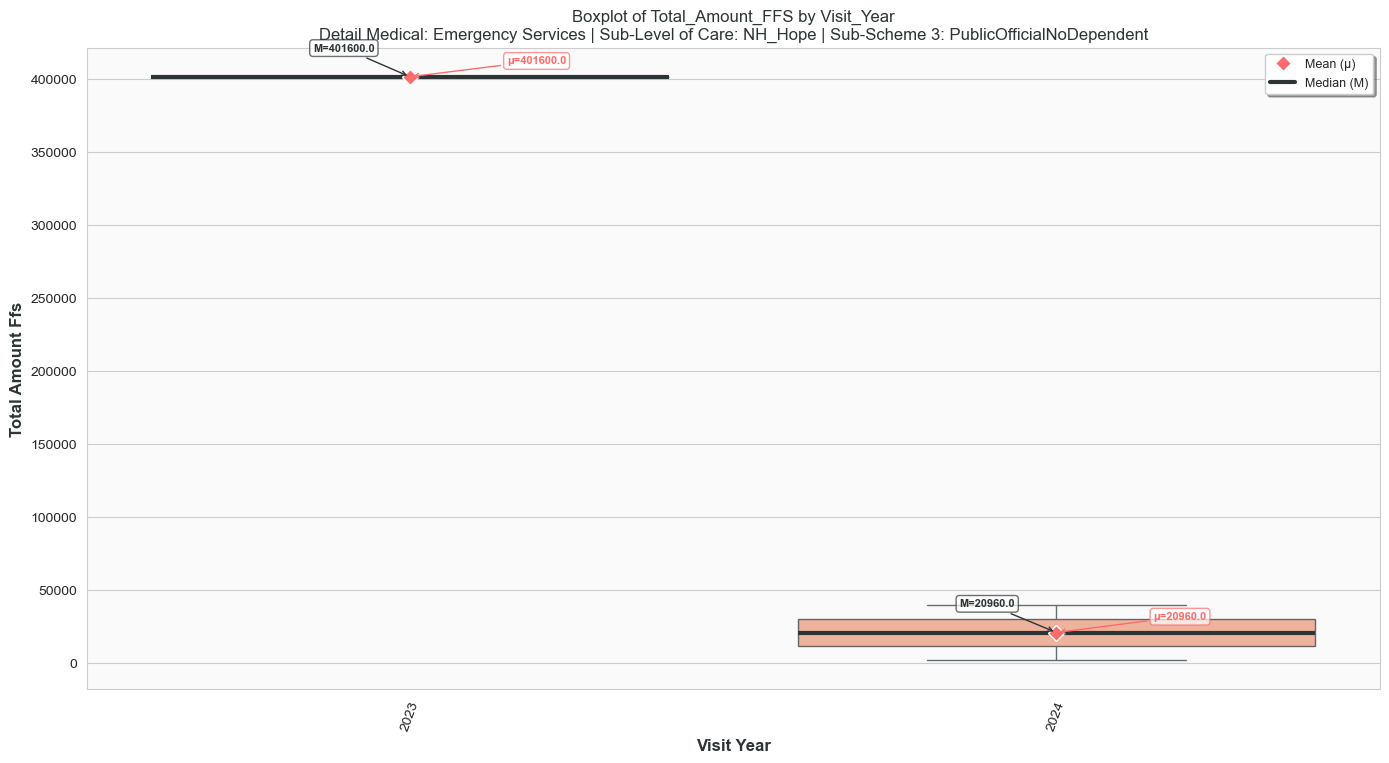 Boxplot of Total_Amount_FFS by Visit_Year
Detail Medical: Emergency Services | Sub-Level of Care: NH_Hope | Sub-Scheme 3: PublicOfficialNoDependent
M=401600.0
μ=401600.0
Mean (μ)
Median (M)
400000
350000
300000
250000
200000
150000
100000
50000
0
Total Amount Ffs
M=20960.0
μ=20960.0
2023
2024
Visit Year